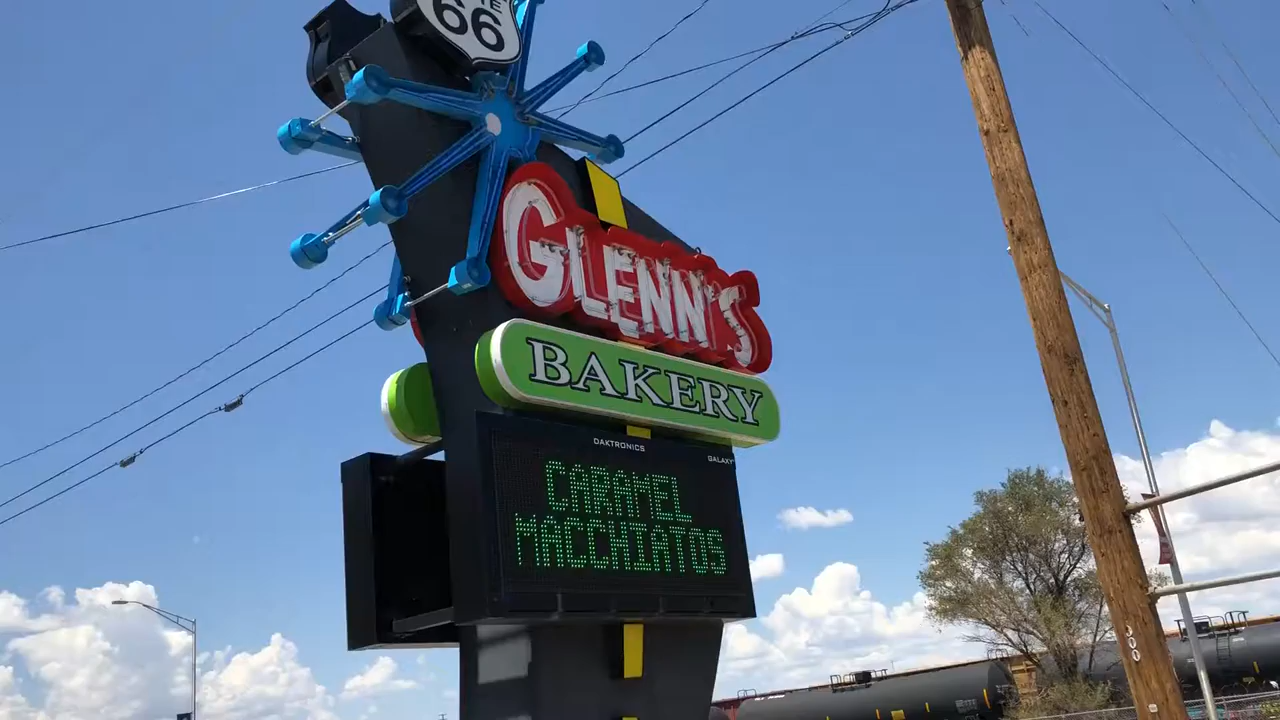 66
GLENN'S
BAKERY
DAKTRONICS
GALAXY
CARAMEL
MACCHIATOS